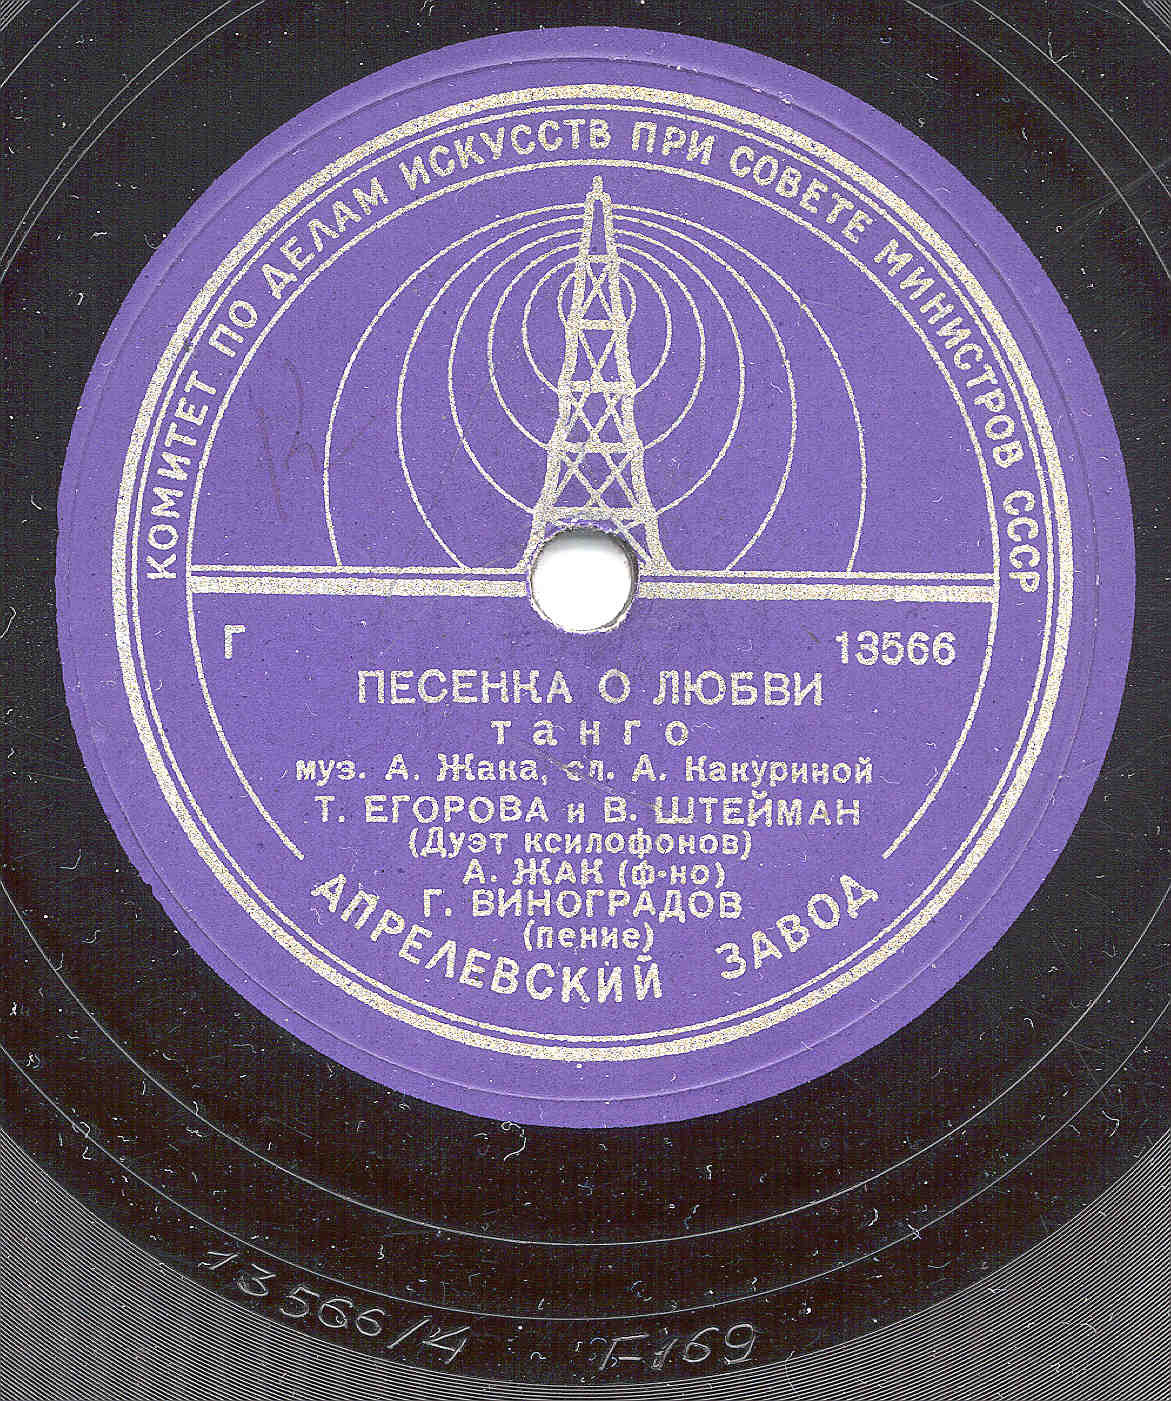 КОМИТЕТ ПО ДЕЛАМ ИСКУССТВ ПРИ СОВЕТЕ МИНИСТРОВ СССР
Г
13566
ПЕСЕНКА О ЛЮБВИ
танго
муз. А. Жака, сл. А. Какуриной
Т. ЕГОРОВА и В. ШТЕЙМАН
(Дуэт ксилофонов)
А. ЖАК (ф-но)
Г. ВИНОГРАДОВ
(пение)
АПРЕЛЕВСКИЙ ЗАВОД
13566/4 Г-169